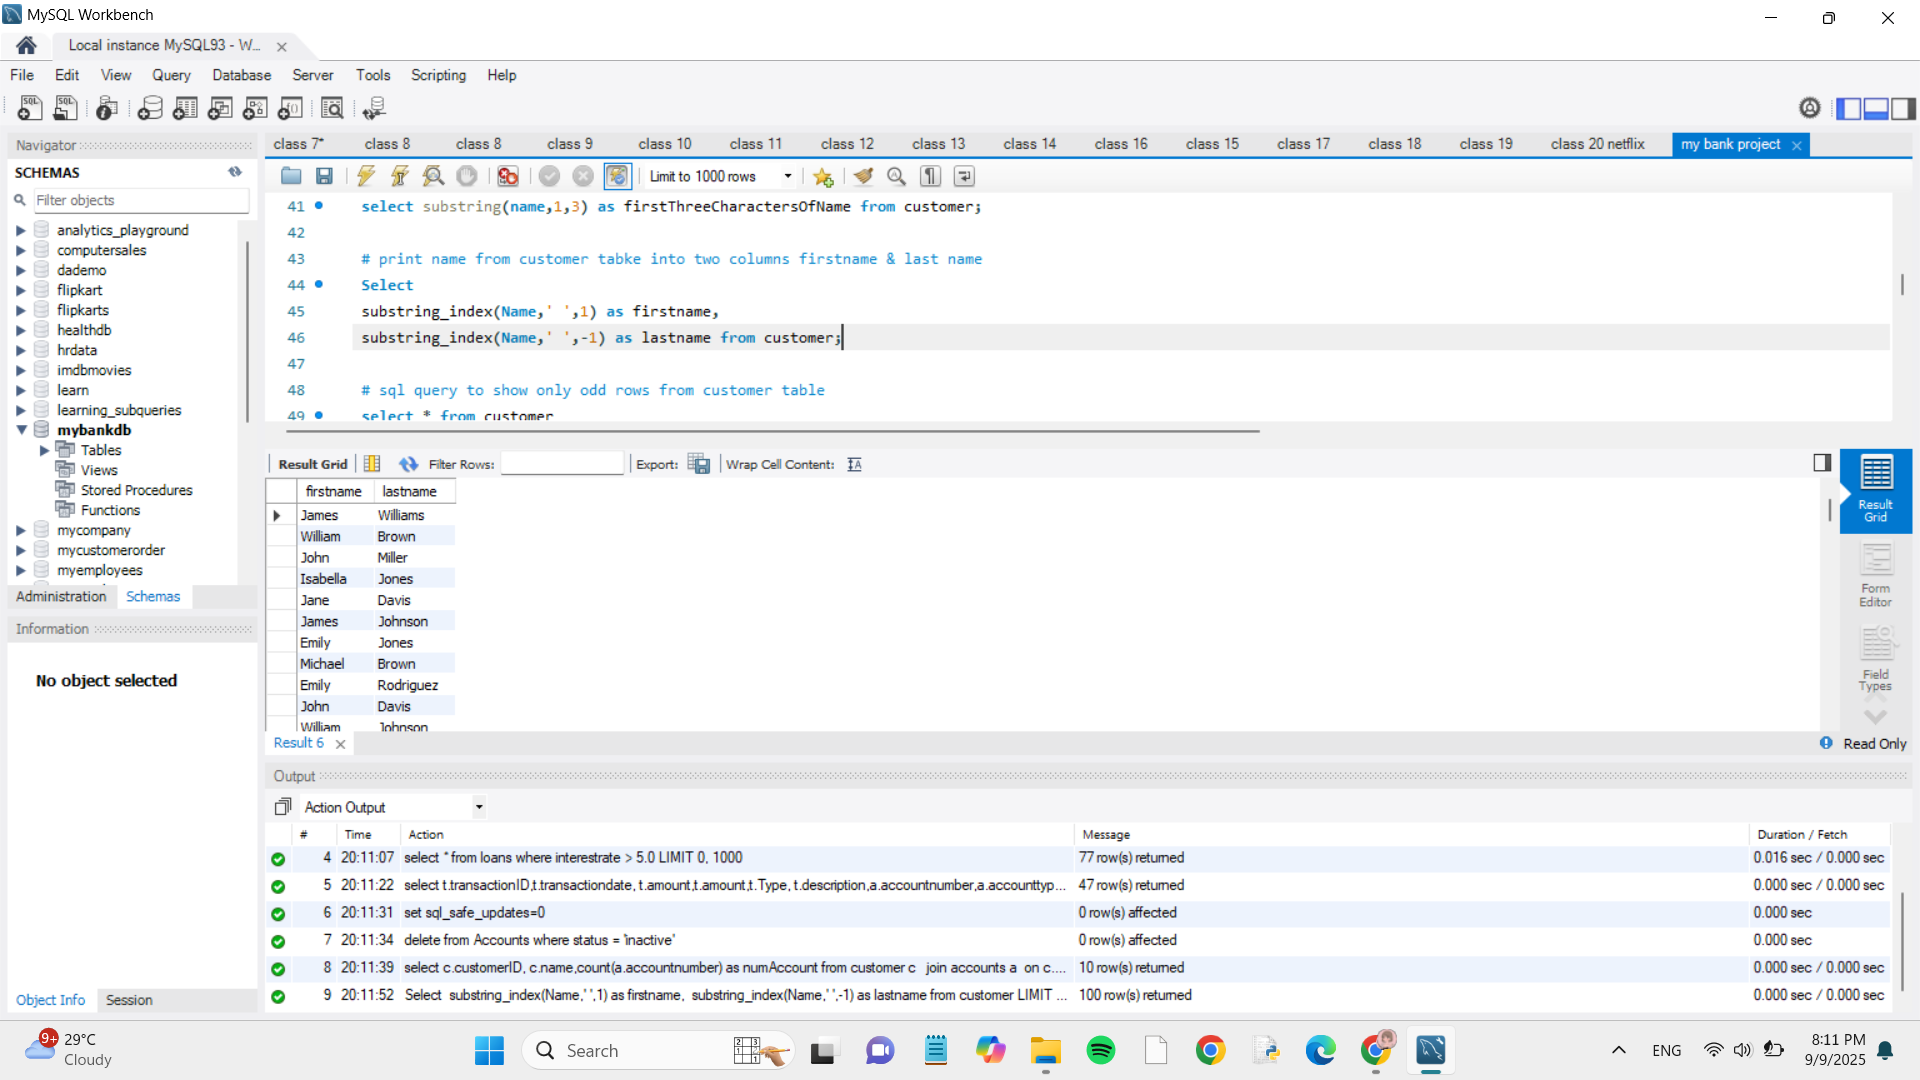 MySQL Workbench
Local instance MySQL93 - W...
File Edit View Query Database Server Tools Scripting Help
Navigator
SCHEMAS
Filter objects
analytics_playground
computersales
dademo
flipkart
flipkarts
healthdb
hrdata
imdbmovies
learn
learning_subqueries
mybankdb
Tables
Views
Stored Procedures
Functions
mycompany
mycustomerorder
myemployees
Administration Schemas
Information
No object selected
Object Info Session
class 7* class 8 class 8 class 9 class 10 class 11 class 12 class 13 class 14 class 16 class 15 class 17 class 18 class 19 class 20 netflix my bank project
Limit to 1000 rows
41 select substring(name,1,3) as firstThreeCharactersOfName from customer;
42
43 # print name from customer tabke into two columns firstname & last name
44 Select
45 substring_index(Name,' ',1) as firstname,
46 substring_index(Name,' ',-1) as lastname from customer;
47
48 # sql query to show only odd rows from customer table
49 select * from customer
Result Grid Filter Rows: Export: Wrap Cell Content:
firstname lastname
James Williams
William Brown
John Miller
Isabella Jones
Jane Davis
James Johnson
Emily Jones
Michael Brown
Emily Rodriguez
John Davis
William Johnson
Result Grid
Form Editor
Field Types
Result 6
Read Only
Output
Action Output
# Time Action Message Duration / Fetch
4 20:11:07 select * from loans where interestrate > 5.0 LIMIT 0, 1000 77 row(s) returned 0.016 sec / 0.000 sec
5 20:11:22 select t.transactionID,t.transactiondate, t.amount,t.amount,t.Type, t.description,a.accountnumber,a.accounttyp... 47 row(s) returned 0.000 sec / 0.000 sec
6 20:11:31 set sql_safe_updates=0 0 row(s) affected 0.000 sec
7 20:11:34 delete from Accounts where status = 'inactive' 0 row(s) affected 0.000 sec
8 20:11:39 select c.customerID, c.name,count(a.accountnumber) as numAccount from customer c join accounts a on c.... 10 row(s) returned 0.000 sec / 0.000 sec
9 20:11:52 Select substring_index(Name,' ',1) as firstname, substring_index(Name,' ',-1) as lastname from customer LIMIT ... 100 row(s) returned 0.000 sec / 0.000 sec
9+
29°C
Cloudy
Search
ENG
8:11 PM
9/9/2025